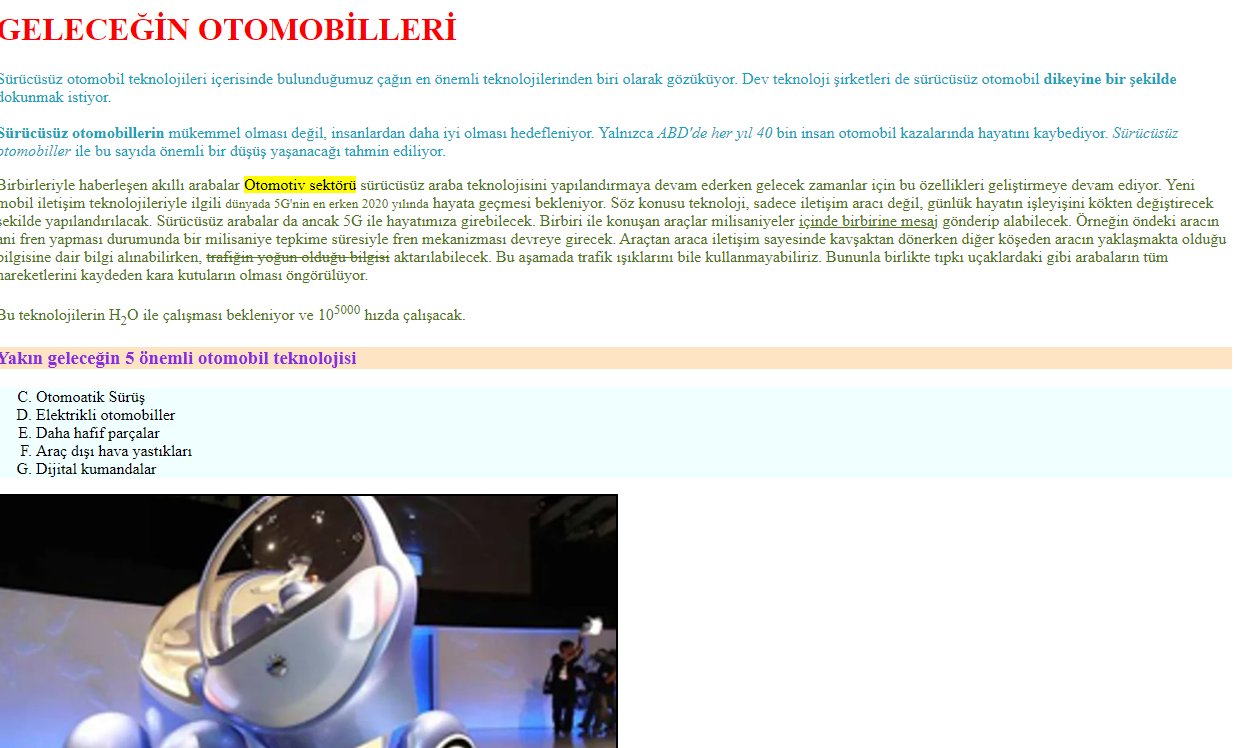 GELECEĞİN OTOMOBİLLERİ
Sürücüsüz otomobil teknolojileri içerisinde bulunduğumuz çağın en önemli teknolojilerinden biri olarak gözüküyor. Dev teknoloji şirketleri de sürücüsüz otomobil dikeyine bir şekilde
dokunmak istiyor.
Sürücüsüz otomobillerin mükemmel olması değil, insanlardan daha iyi olması hedefleniyor. Yalnızca ABD'de her yıl 40 bin insan otomobil kazalarında hayatını kaybediyor. Sürücüsüz
otomobiller ile bu sayıda önemli bir düşüş yaşanacağı tahmin ediliyor.
Birbirleriyle haberleşen akıllı arabalar Otomotiv sektörü sürücüsüz araba teknolojisini yapılandırmaya devam ederken gelecek zamanlar için bu özellikleri geliştirmeye devam ediyor. Yeni
mobil iletişim teknolojileriyle ilgili dünyada 5G'nin en erken 2020 yılında hayata geçmesi bekleniyor. Söz konusu teknoloji, sadece iletişim aracı değil, günlük hayatın işleyişini kökten değiştirecek
şekilde yapılandırılacak. Sürücüsüz arabalar da ancak 5G ile hayatımıza girebilecek. Birbiri ile konuşan araçlar milisaniyeler içinde birbirine mesaj gönderip alabilecek. Örneğin öndeki aracın
ani fren yapması durumunda bir milisaniye tepkime süresiyle fren mekanizması devreye girecek. Araçtan araca iletişim sayesinde kavşaktan dönerken diğer köşeden aracın yaklaşmakta olduğu
bilgisine dair bilgi alınabilirken, trafiğin yoğun olduğu bilgisi aktarılabilecek. Bu aşamada trafik ışıklarını bile kullanmayabiliriz. Bununla birlikte tıpkı uçaklardaki gibi arabaların tüm
hareketlerini kaydeden kara kutuların olması öngörülüyor.
Bu teknolojilerin H₂O ile çalışması bekleniyor ve 10⁵⁰⁰⁰ hızda çalışacak.
Yakın geleceğin 5 önemli otomobil teknolojisi
C. Otomoatik Sürüş
D. Elektrikli otomobiller
E. Daha hafif parçalar
F. Araç dışı hava yastıkları
G. Dijital kumandalar